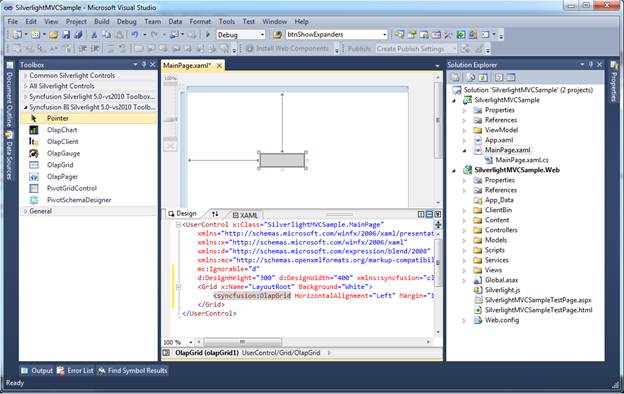 SilverlightMVCSample - Microsoft Visual Studio
File Edit View Project Build Debug Team Data Format Tools Test Window Help
Debug btnShowExpanders
Install Web Components Publish: Create Publish Settings
Document Outline
Data Sources
Toolbox
Common Silverlight Controls
All Silverlight Controls
Syncfusion Silverlight 5.0-vs2010 Toolbox...
Syncfusion BI Silverlight 5.0-vs2010 Toolb...
Pointer
OlapChart
OlapClient
OlapGauge
OlapGrid
OlapPager
PivotGridControl
PivotSchemaDesigner
General
MainPage.xaml*
100%
Design XAML
<UserControl x:Class="SilverlightMVCSample.MainPage"
xmlns="http://schemas.microsoft.com/winfx/2006/xaml/presentat
xmlns:x="http://schemas.microsoft.com/winfx/2006/xaml"
xmlns:d="http://schemas.microsoft.com/expression/blend/2008"
xmlns:mc="http://schemas.openxmlformats.org/markup-compatibil
mc:Ignorable="d"
d:DesignHeight="300" d:DesignWidth="400" xmlns:syncfusion="cl
<Grid x:Name="LayoutRoot" Background="White">
<syncfusion:OlapGrid HorizontalAlignment="Left" Margin="1
</Grid>
</UserControl>
100 %
OlapGrid (olapGrid1) UserControl/Grid/OlapGrid
Solution Explorer
Solution 'SilverlightMVCSample' (2 projects)
SilverlightMVCSample
Properties
References
ViewModel
App.xaml
MainPage.xaml
MainPage.xaml.cs
SilverlightMVCSample.Web
Properties
References
App_Data
ClientBin
Content
Controllers
Models
Scripts
Services
Views
Global.asax
Silverlight.js
SilverlightMVCSampleTestPage.aspx
SilverlightMVCSampleTestPage.html
Web.config
Properties
Output Error List Find Symbol Results
Ready